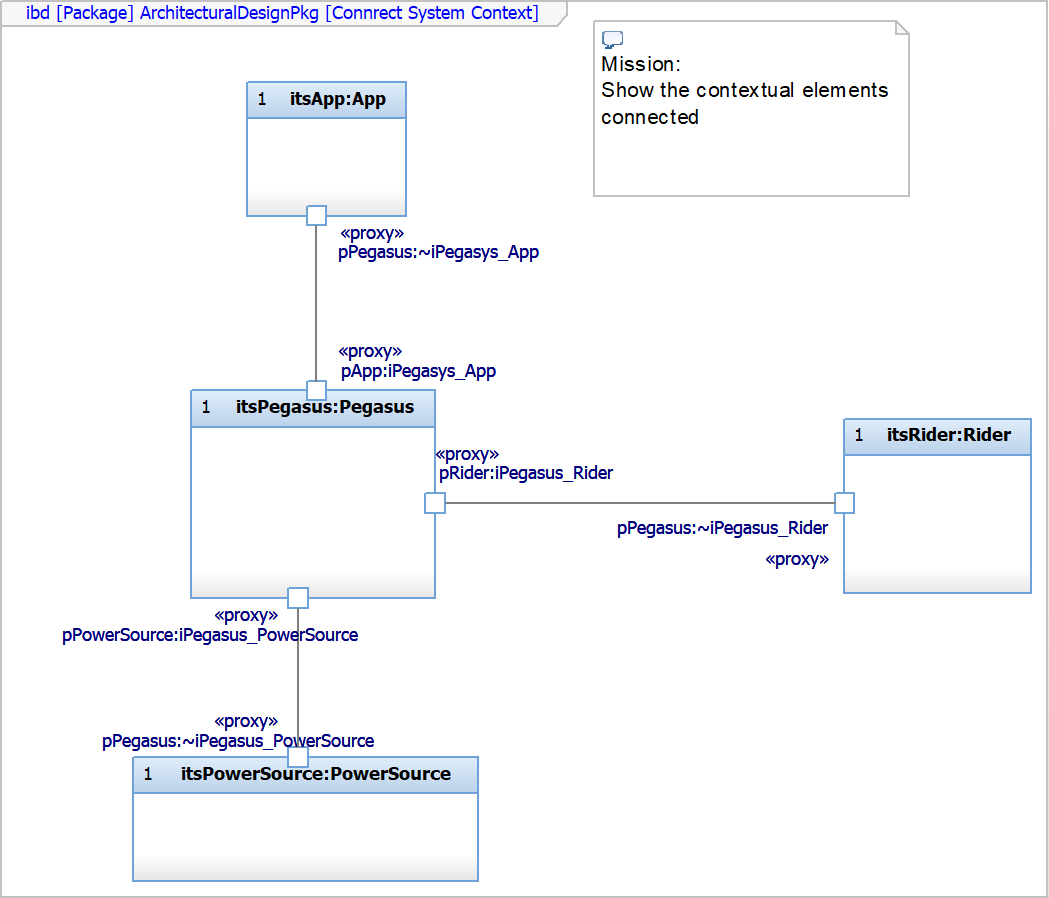 ibd [Package] ArchitecturalDesignPkg [Connrect System Context]
Mission:
Show the contextual elements
connected
1 itsApp:App
«proxy»
pPegasus:~iPegasys_App
«proxy»
pApp:iPegasys_App
1 itsPegasus:Pegasus
«proxy»
pRider:iPegasus_Rider
1 itsRider:Rider
pPegasus:~iPegasus_Rider
«proxy»
«proxy»
pPowerSource:iPegasus_PowerSource
«proxy»
pPegasus:~iPegasus_PowerSource
1 itsPowerSource:PowerSource